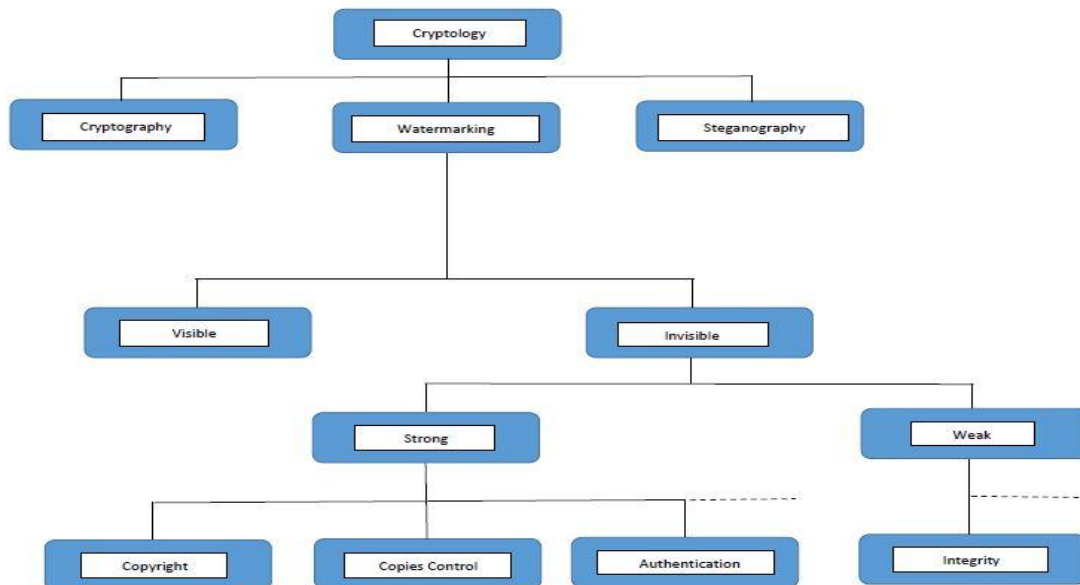 Cryptology
Cryptography
Watermarking
Steganography
Visible
Invisible
Strong
Weak
Copyright
Copies Control
Authentication
Integrity